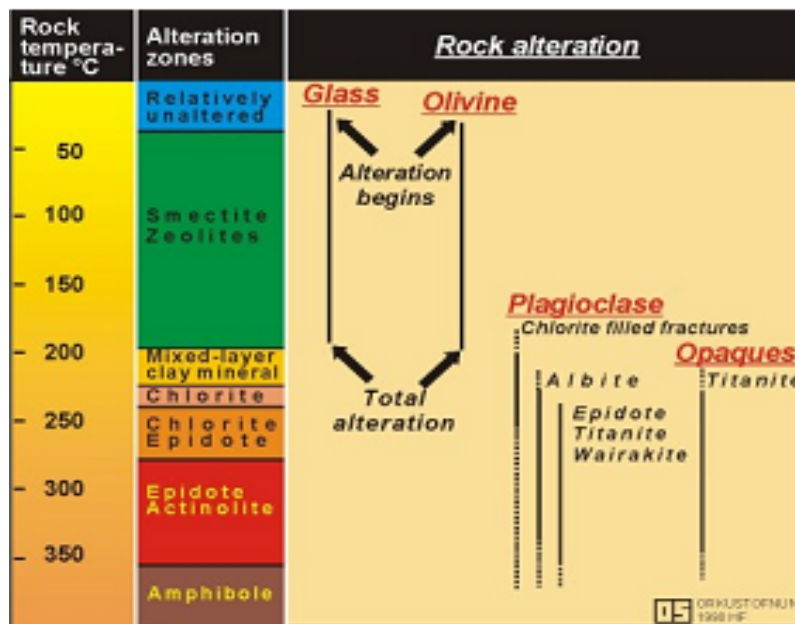 Rock
tempera-
ture °C
Alteration
zones
Rock alteration
50
100
150
200
250
300
350
Relatively
unaltered
Smectite
Zeolites
Mixed-layer
clay mineral
Chlorite
Chlorite
Epidote
Epidote
Actinolite
Amphibole
Glass
Olivine
Alteration
begins
Total
alteration
Plagioclase
Chlorite filled fractures
Albite
Epidote
Titanite
Wairakite
Opaques
Titanite
OS
ORKUSTOFNUN
1998 HF